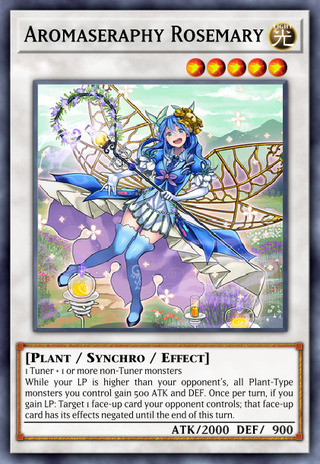 Aromaseraphy Rosemary
LIGHT
光
[Plant / Synchro / Effect]
1 Tuner + 1 or more non-Tuner monsters
While your LP is higher than your opponent's, all Plant-Type
monsters you control gain 500 ATK and DEF. Once per turn, if you
gain LP: Target 1 face-up card your opponent controls; that face-up
card has its effects negated until the end of this turn.
ATK/2000 DEF/ 900